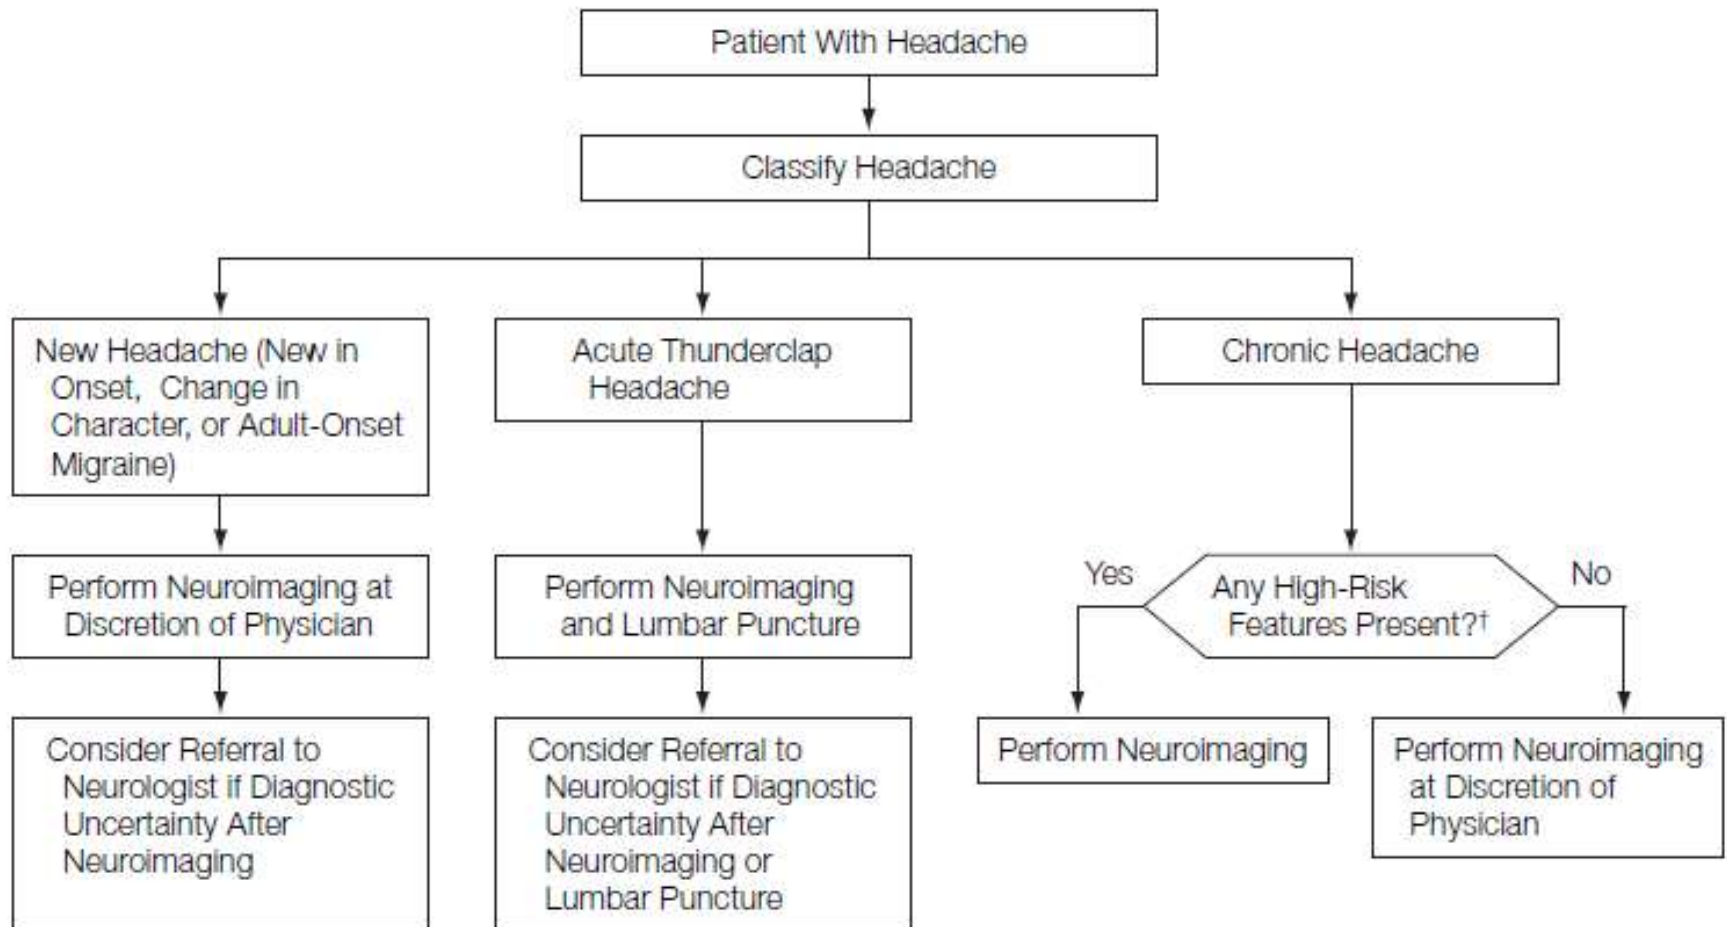 Patient With Headache
Classify Headache
New Headache (New in
Onset, Change in
Character, or Adult-Onset
Migraine)
Acute Thunderclap
Headache
Chronic Headache
Perform Neuroimaging at
Discretion of Physician
Perform Neuroimaging
and Lumbar Puncture
Yes
Any High-Risk
Features Present?†
No
Consider Referral to
Neurologist if Diagnostic
Uncertainty After
Neuroimaging
Consider Referral to
Neurologist if Diagnostic
Uncertainty After
Neuroimaging or
Lumbar Puncture
Perform Neuroimaging
Perform Neuroimaging
at Discretion of
Physician